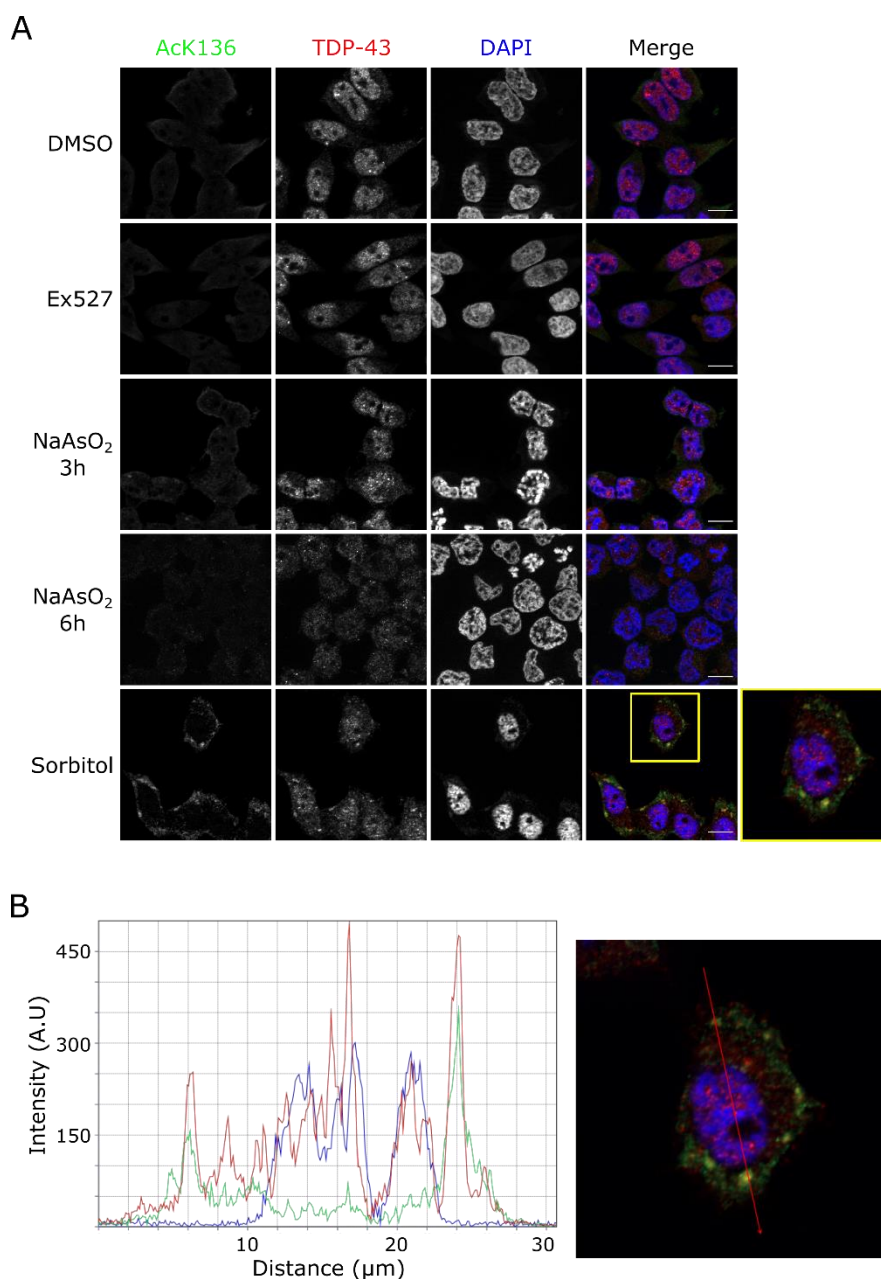 A
AcK136 TDP-43 DAPI Merge
DMSO
Ex527
NaAsO₂
3h
NaAsO₂
6h
Sorbitol
B
450
300
150
Intensity (A.U)
10 20 30
Distance (µm)